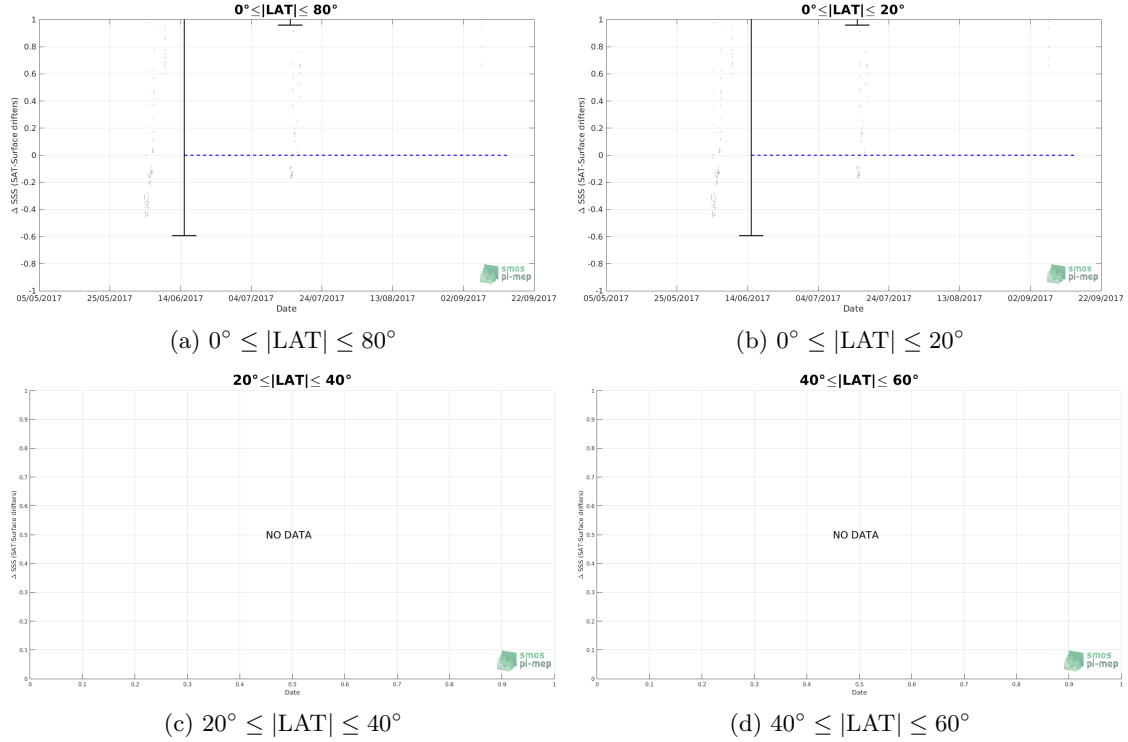 0°≤|LAT|≤ 80°
Δ SSS (SAT-Surface drifters)
1
0.8
0.6
0.4
0.2
0
-0.2
-0.4
-0.6
-0.8
-1
05/05/2017 25/05/2017 14/06/2017 04/07/2017 24/07/2017 13/08/2017 02/09/2017 22/09/2017
Date
smos
pi-mep
(a) 0° ≤ |LAT| ≤ 80°
0°≤|LAT|≤ 20°
Δ SSS (SAT-Surface drifters)
1
0.8
0.6
0.4
0.2
0
-0.2
-0.4
-0.6
-0.8
-1
05/05/2017 25/05/2017 14/06/2017 04/07/2017 24/07/2017 13/08/2017 02/09/2017 22/09/2017
Date
smos
pi-mep
(b) 0° ≤ |LAT| ≤ 20°
20°≤|LAT|≤ 40°
Δ SSS (SAT-Surface drifters)
1
0.9
0.8
0.7
0.6
0.5
0.4
0.3
0.2
0.1
0
NO DATA
0 0.1 0.2 0.3 0.4 0.5 0.6 0.7 0.8 0.9 1
Date
smos
pi-mep
(c) 20° ≤ |LAT| ≤ 40°
40°≤|LAT|≤ 60°
Δ SSS (SAT-Surface drifters)
1
0.9
0.8
0.7
0.6
0.5
0.4
0.3
0.2
0.1
0
NO DATA
0 0.1 0.2 0.3 0.4 0.5 0.6 0.7 0.8 0.9 1
Date
smos
pi-mep
(d) 40° ≤ |LAT| ≤ 60°